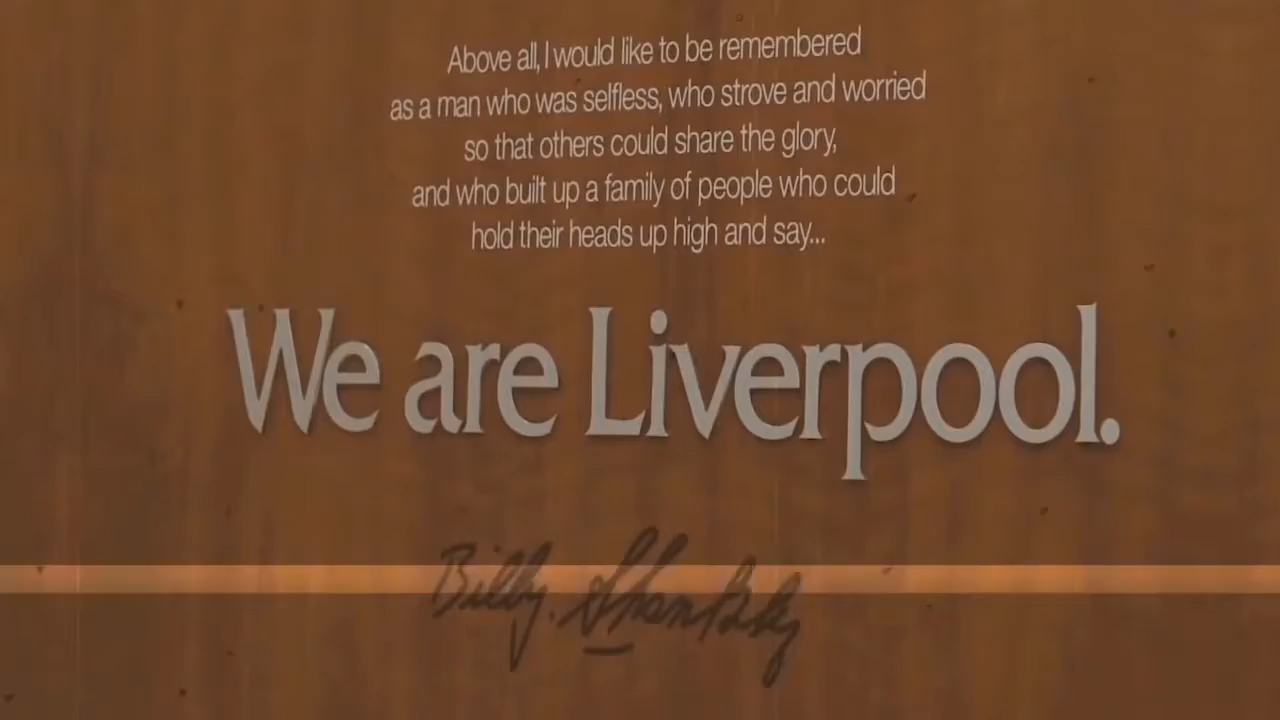 Above all, I would like to be remembered
as a man who was selfless, who strove and worried
so that others could share the glory,
and who built up a family of people who could
hold their heads up high and say...
We are Liverpool.
Billy. Shankly